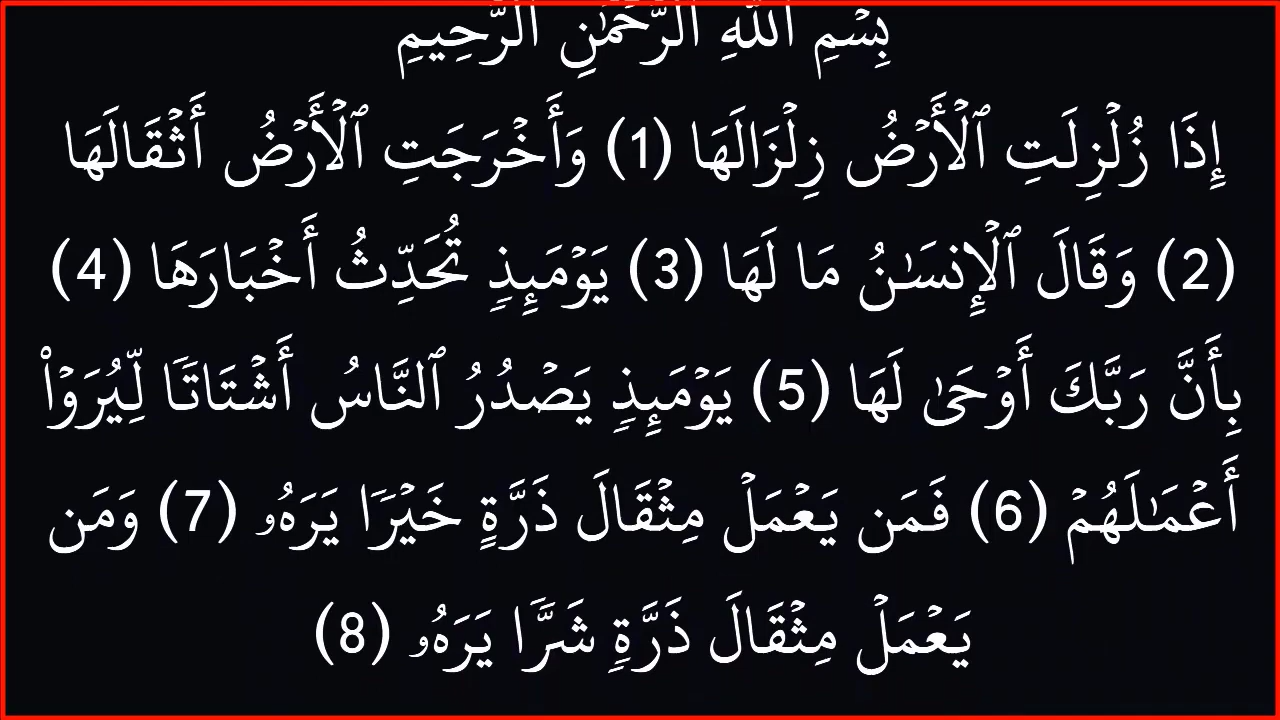 بِسۡمِ ٱللَّهِ ٱلرَّحۡمَٰنِ ٱلرَّحِيمِ
إِذَا زُلۡزِلَتِ ٱلۡأَرۡضُ زِلۡزَالَهَا (1) وَأَخۡرَجَتِ ٱلۡأَرۡضُ أَثۡقَالَهَا
(2) وَقَالَ ٱلۡإِنسَٰنُ مَا لَهَا (3) يَوۡمَئِذٖ تُحَدِّثُ أَخۡبَارَهَا (4)
بِأَنَّ رَبَّكَ أَوۡحَىٰ لَهَا (5) يَوۡمَئِذٖ يَصۡدُرُ ٱلنَّاسُ أَشۡتَاتٗا لِّيُرَوۡاْ
أَعۡمَٰلَهُمۡ (6) فَمَن يَعۡمَلۡ مِثۡقَالَ ذَرَّةٍ خَيۡرٗا يَرَهُۥ (7) وَمَن
يَعۡمَلۡ مِثۡقَالَ ذَرَّةٖ شَرّٗا يَرَهُۥ (8)